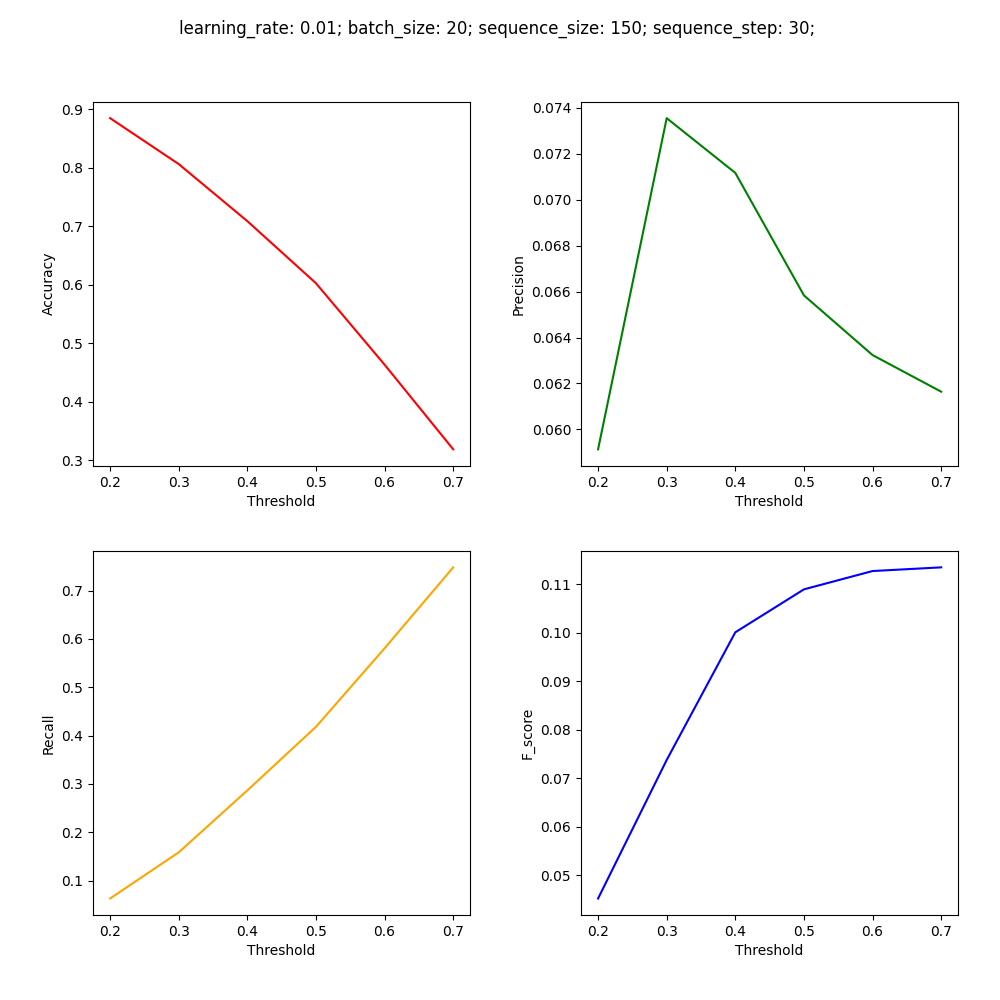 learning_rate: 0.01; batch_size: 20; sequence_size: 150; sequence_step: 30;
0.9
0.8
0.7
0.6
0.5
0.4
0.3
Accuracy
0.2 0.3 0.4 0.5 0.6 0.7
Threshold
0.074
0.072
0.070
0.068
0.066
0.064
0.062
0.060
Precision
0.2 0.3 0.4 0.5 0.6 0.7
Threshold
0.7
0.6
0.5
0.4
0.3
0.2
0.1
Recall
0.2 0.3 0.4 0.5 0.6 0.7
Threshold
0.11
0.10
0.09
0.08
0.07
0.06
0.05
F_score
0.2 0.3 0.4 0.5 0.6 0.7
Threshold